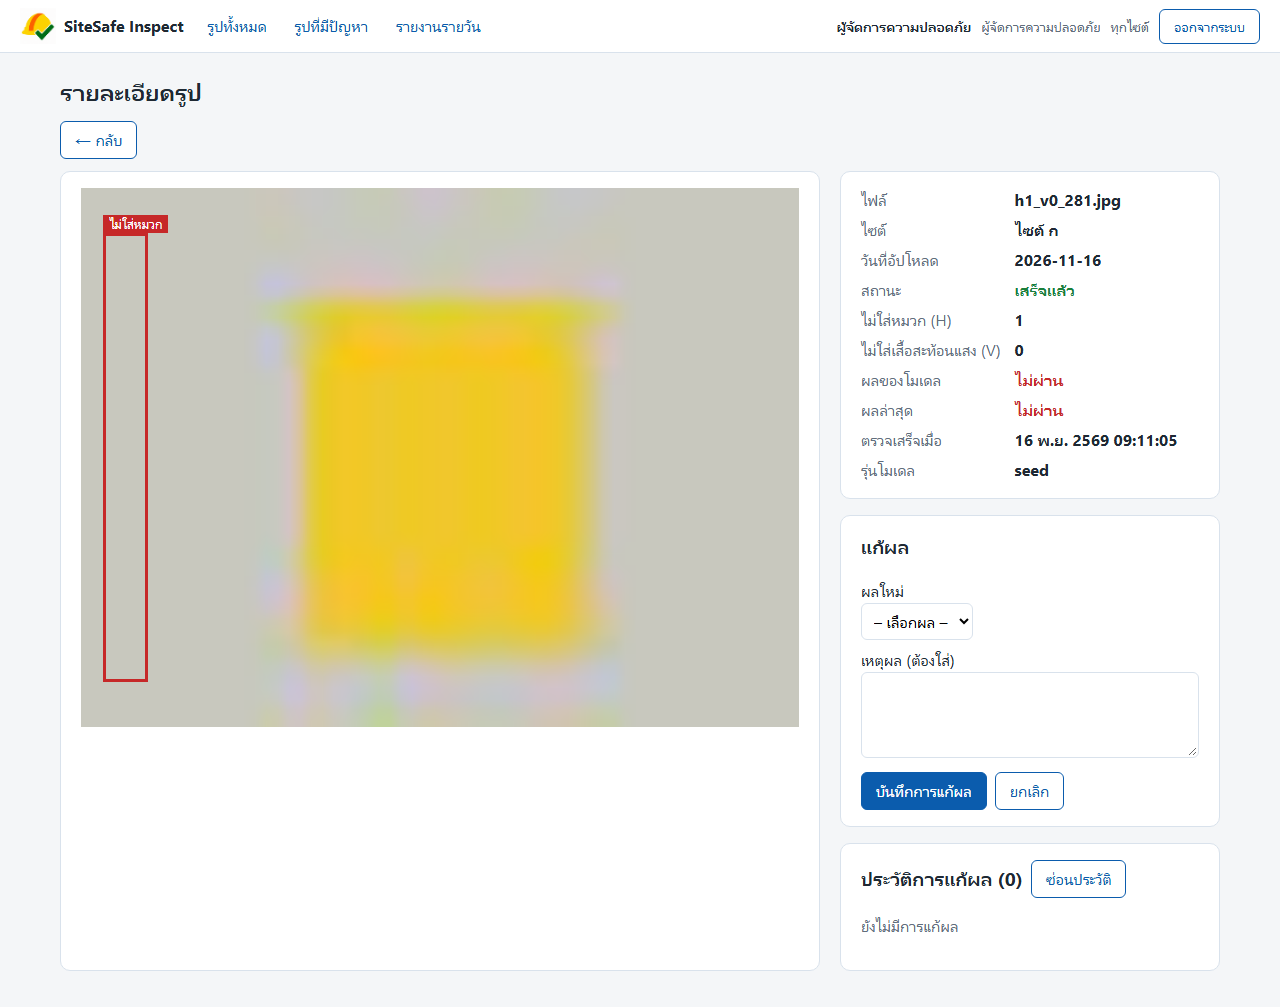 SiteSafe Inspect รูปทั้งหมด รูปที่มีปัญหา รายงานรายวัน ผู้จัดการความปลอดภัย ผู้จัดการความปลอดภัย ทุกไซต์ ออกจากระบบ
รายละเอียดรูป
← กลับ
ไม่ใส่หมวก
ไฟล์ h1_v0_281.jpg
ไซต์ ไซต์ ก
วันที่อัปโหลด 2026-11-16
สถานะ เสร็จแล้ว
ไม่ใส่หมวก (H) 1
ไม่ใส่เสื้อสะท้อนแสง (V) 0
ผลของโมเดล ไม่ผ่าน
ผลล่าสุด ไม่ผ่าน
ตรวจเสร็จเมื่อ 16 พ.ย. 2569 09:11:05
รุ่นโมเดล seed
แก้ผล
ผลใหม่
– เลือกผล –
เหตุผล (ต้องใส่)
บันทึกการแก้ผล ยกเลิก
ประวัติการแก้ผล (0) ซ่อนประวัติ
ยังไม่มีการแก้ผล